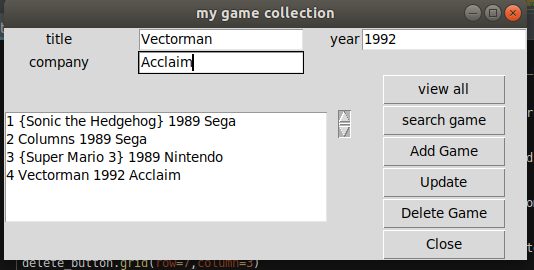 my game collection
title Vectorman year 1992
company Acclaim
view all
search game
Add Game
Update
Delete Game
Close
1 {Sonic the Hedgehog} 1989 Sega
2 Columns 1989 Sega
3 {Super Mario 3} 1989 Nintendo
4 Vectorman 1992 Acclaim
delete_button.grid(row=7,column=3)